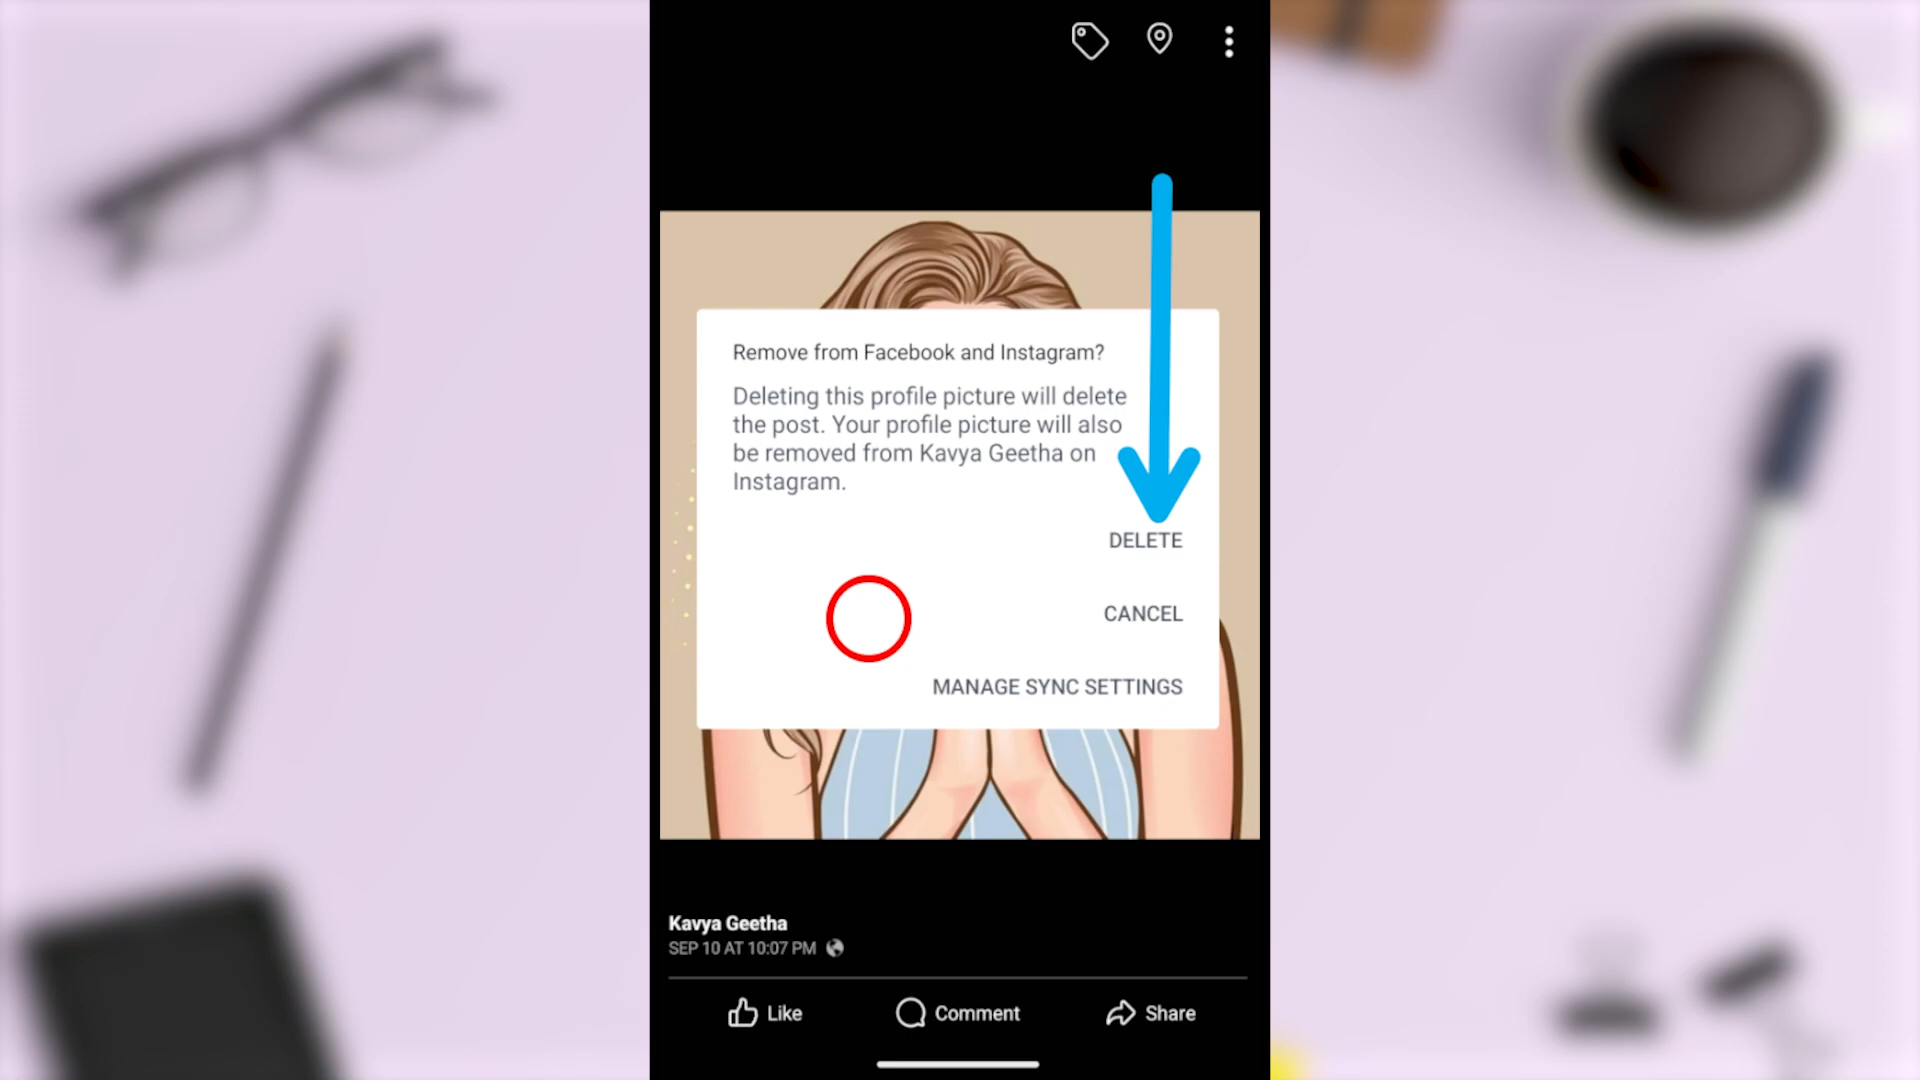 Remove from Facebook and Instagram?
Deleting this profile picture will delete
the post. Your profile picture will also
be removed from Kavya Geetha on
Instagram.
DELETE
CANCEL
MANAGE SYNC SETTINGS
Kavya Geetha
SEP 10 AT 10:07 PM
Like Comment Share